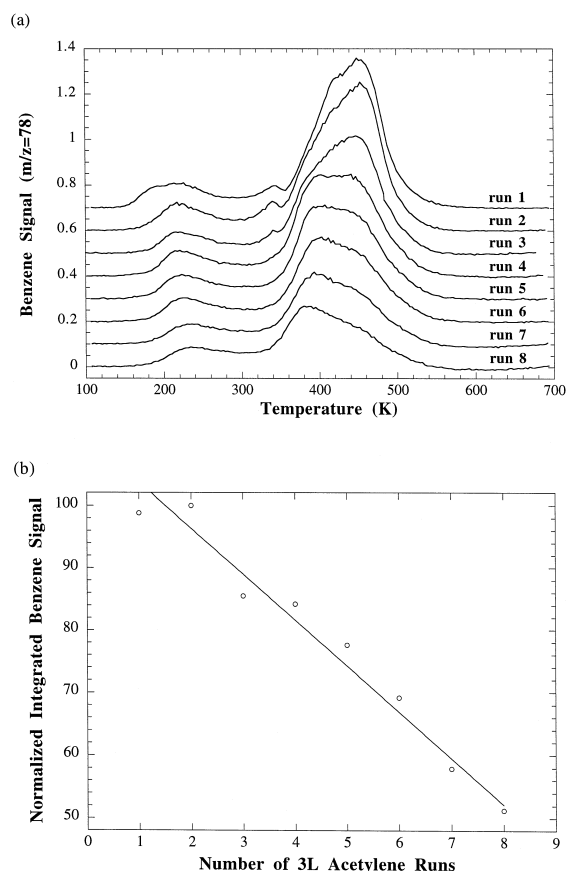 (a)
Benzene Signal (m/z=78)
1.4
1.2
1
0.8
0.6
0.4
0.2
0
run 1
run 2
run 3
run 4
run 5
run 6
run 7
run 8
100 200 300 400 500 600 700
Temperature (K)
(b)
Normalized Integrated Benzene Signal
100
90
80
70
60
50
0 1 2 3 4 5 6 7 8 9
Number of 3L Acetylene Runs